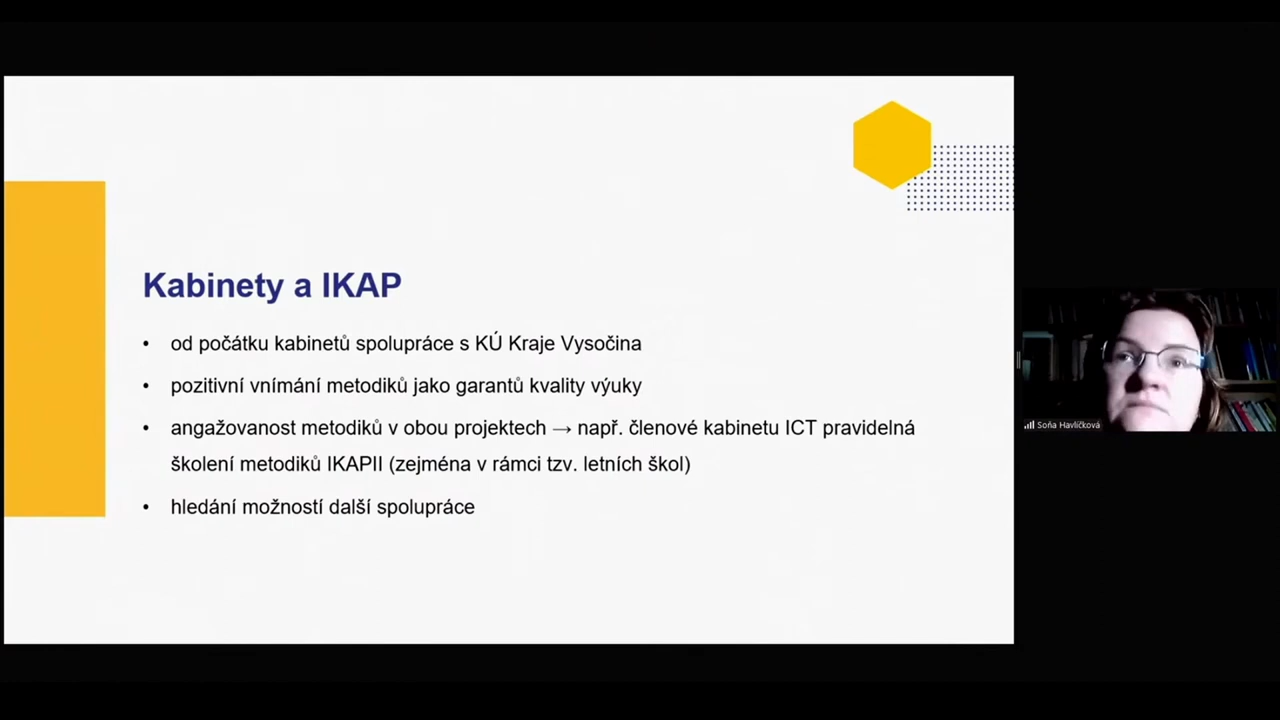 Kabinety a IKAP
• od počátku kabinetů spolupráce s KÚ Kraje Vysočina
• pozitivní vnímání metodiků jako garantů kvality výuky
• angažovanost metodiků v obou projektech → např. členové kabinetu ICT pravidelná
školení metodiků IKAPII (zejména v rámci tzv. letních škol)
• hledání možností další spolupráce
Soňa Havlíčková